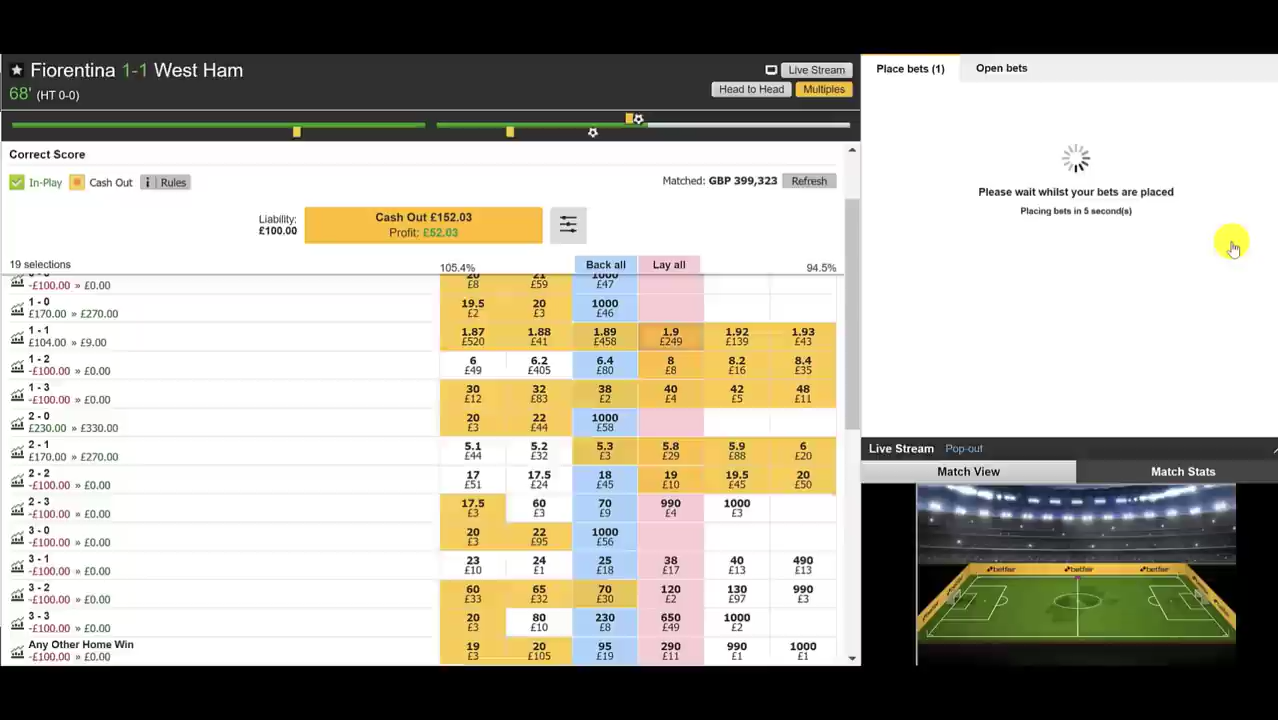 Fiorentina 1-1 West Ham
Live Stream
68' (HT 0-0)
Head to Head Multiples
Correct Score
In-Play Cash Out i Rules
Matched: GBP 399,323 Refresh
Liability: £100.00
Cash Out £152.03
Profit: £52.03
19 selections 105.4% Back all Lay all 94.5%
20 21 1000
-£100.00 » £0.00 £8 £59 £47
1 - 0 19.5 20 1000
£170.00 » £270.00 £2 £3 £46
1 - 1 1.87 1.88 1.89 1.9 1.92 1.93
£104.00 » £9.00 £520 £41 £458 £249 £139 £43
1 - 2 6 6.2 6.4 8 8.2 8.4
-£100.00 » £0.00 £49 £405 £80 £8 £16 £35
1 - 3 30 32 38 40 42 48
-£100.00 » £0.00 £12 £83 £2 £4 £5 £11
2 - 0 20 22 1000
£230.00 » £330.00 £3 £44 £58
2 - 1 5.1 5.2 5.3 5.8 5.9 6
£170.00 » £270.00 £44 £32 £3 £29 £88 £20
2 - 2 17 17.5 18 19 19.5 20
-£100.00 » £0.00 £51 £24 £45 £10 £24 £50
2 - 3 17.5 60 70 990 1000
-£100.00 » £0.00 £3 £3 £9 £4 £3
3 - 0 20 22 1000
-£100.00 » £0.00 £3 £95 £56
3 - 1 23 24 25 38 40 490
-£100.00 » £0.00 £10 £1 £18 £17 £13 £13
3 - 2 60 65 70 120 130 990
-£100.00 » £0.00 £33 £32 £30 £2 £97 £3
3 - 3 20 80 230 650 1000
-£100.00 » £0.00 £3 £10 £8 £49 £2
Any Other Home Win 19 20 95 290 990 1000
-£100.00 » £0.00 £3 £105 £19 £11 £1 £1
Place bets (1) Open bets
Please wait whilst your bets are placed
Placing bets in 5 second(s)
Live Stream Pop-out
Match View Match Stats
betfair betfair betfair